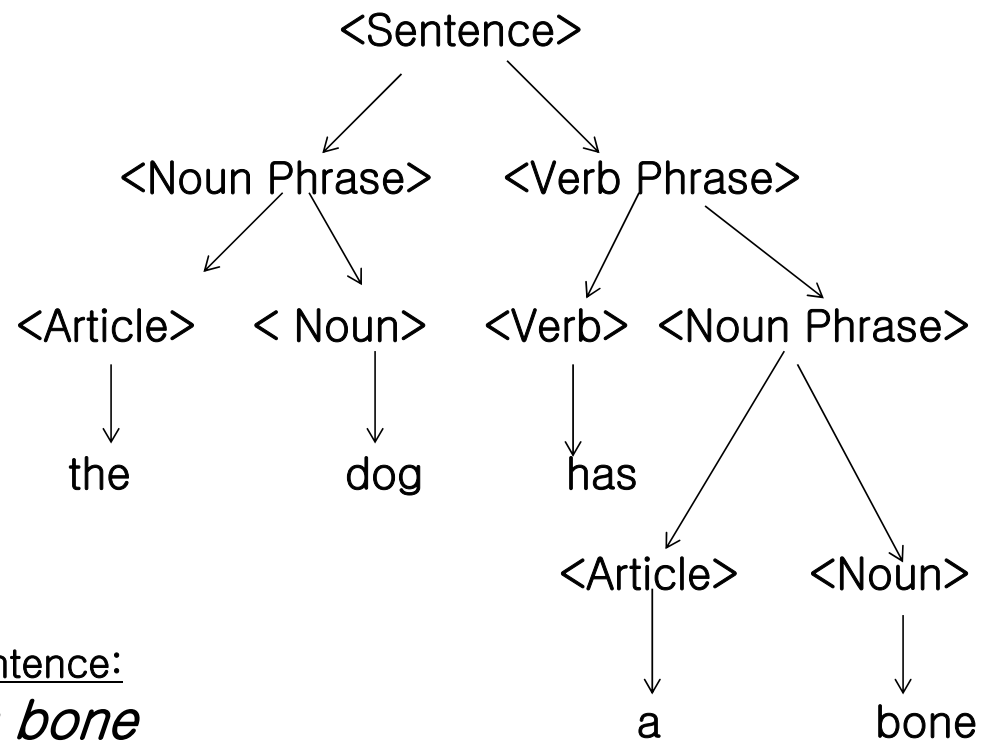 <Sentence>
<Noun Phrase> <Verb Phrase>
<Article> < Noun> <Verb> <Noun Phrase>
the dog has
<Article> <Noun>
a bone
bone